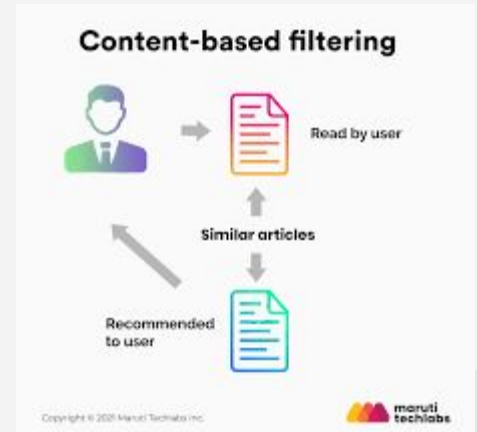 Content-based filtering
Read by user
Similar articles
Recommended
to user
Copyright © 2021 Maruti Techlabs Inc.
maruti
techlabs